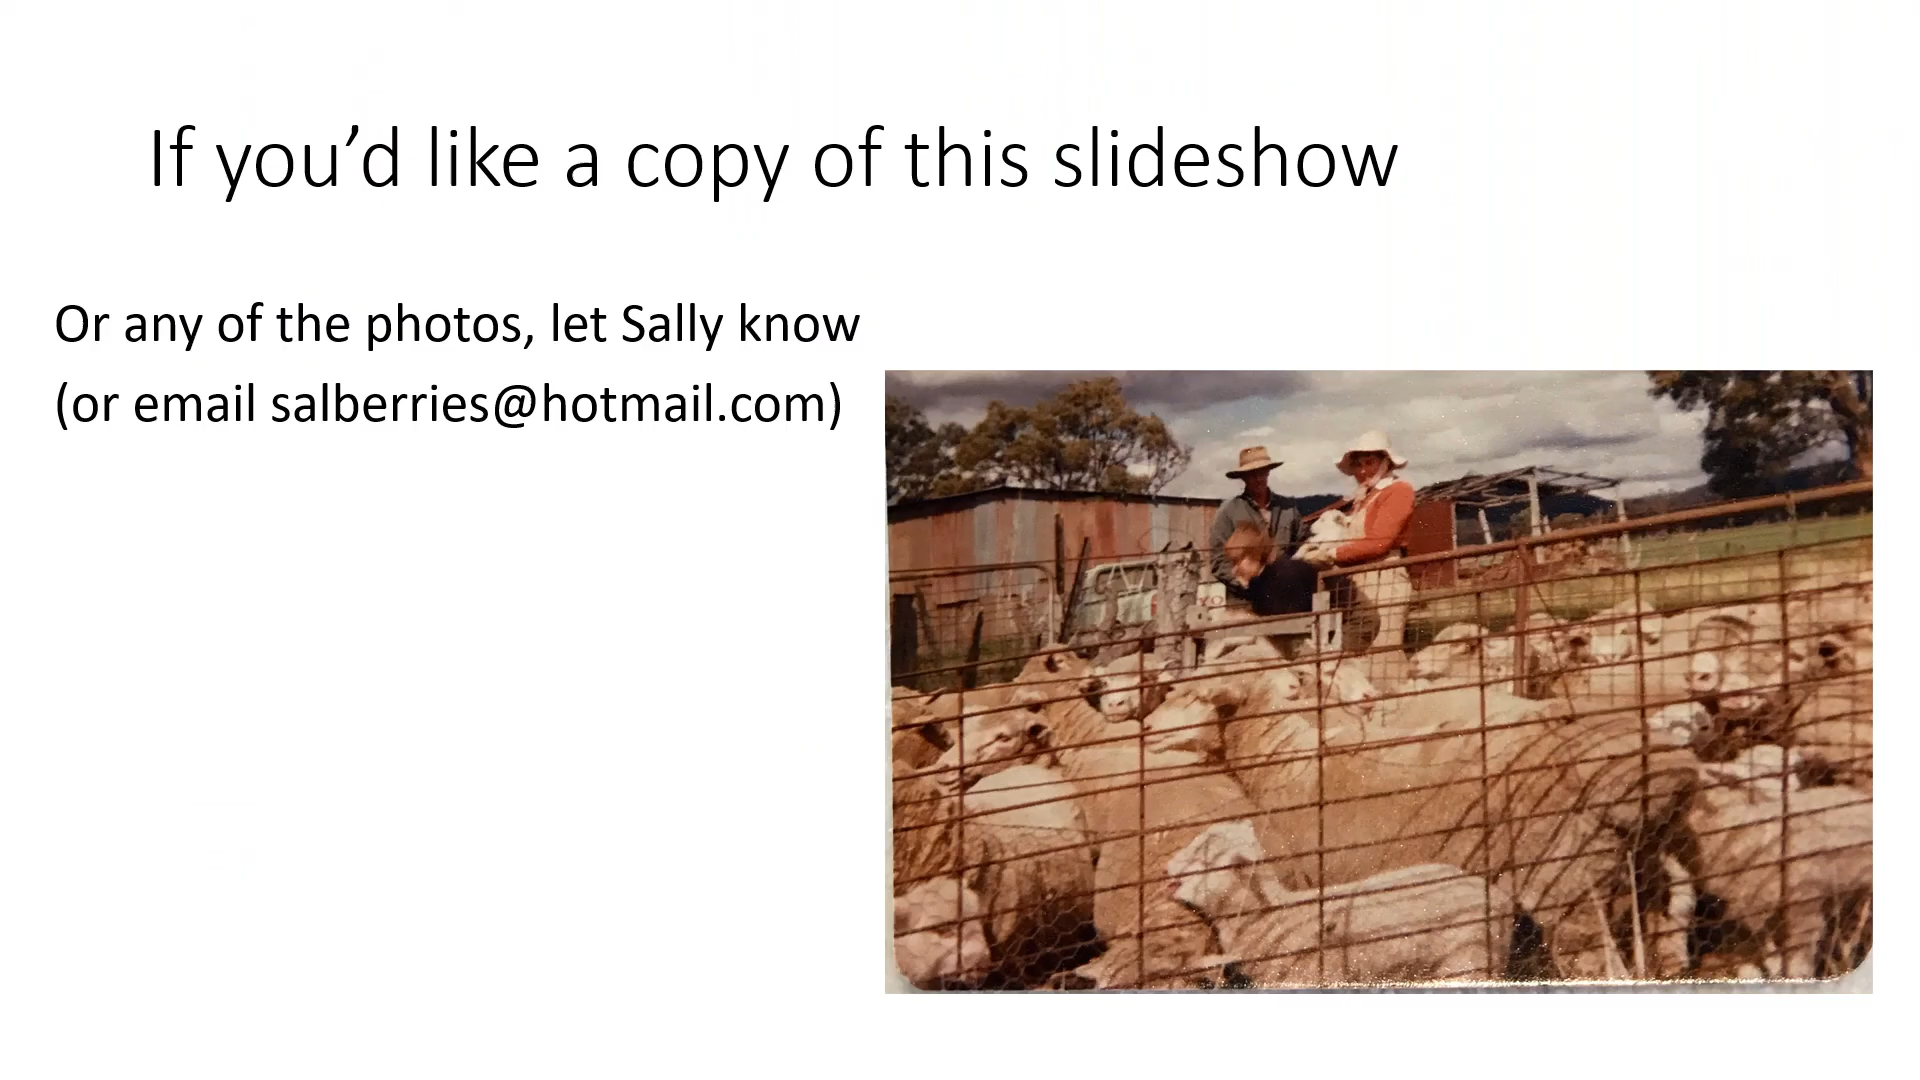 If you’d like a copy of this slideshow
Or any of the photos, let Sally know
(or email salberries@hotmail.com)